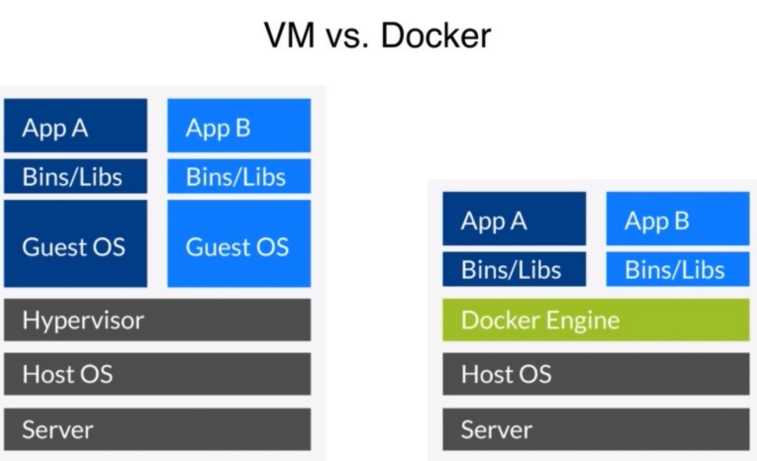 VM vs. Docker
App A
App B
Bins/Libs
Bins/Libs
Guest OS
Guest OS
Hypervisor
Host OS
Server
App A
App B
Bins/Libs
Bins/Libs
Docker Engine
Host OS
Server